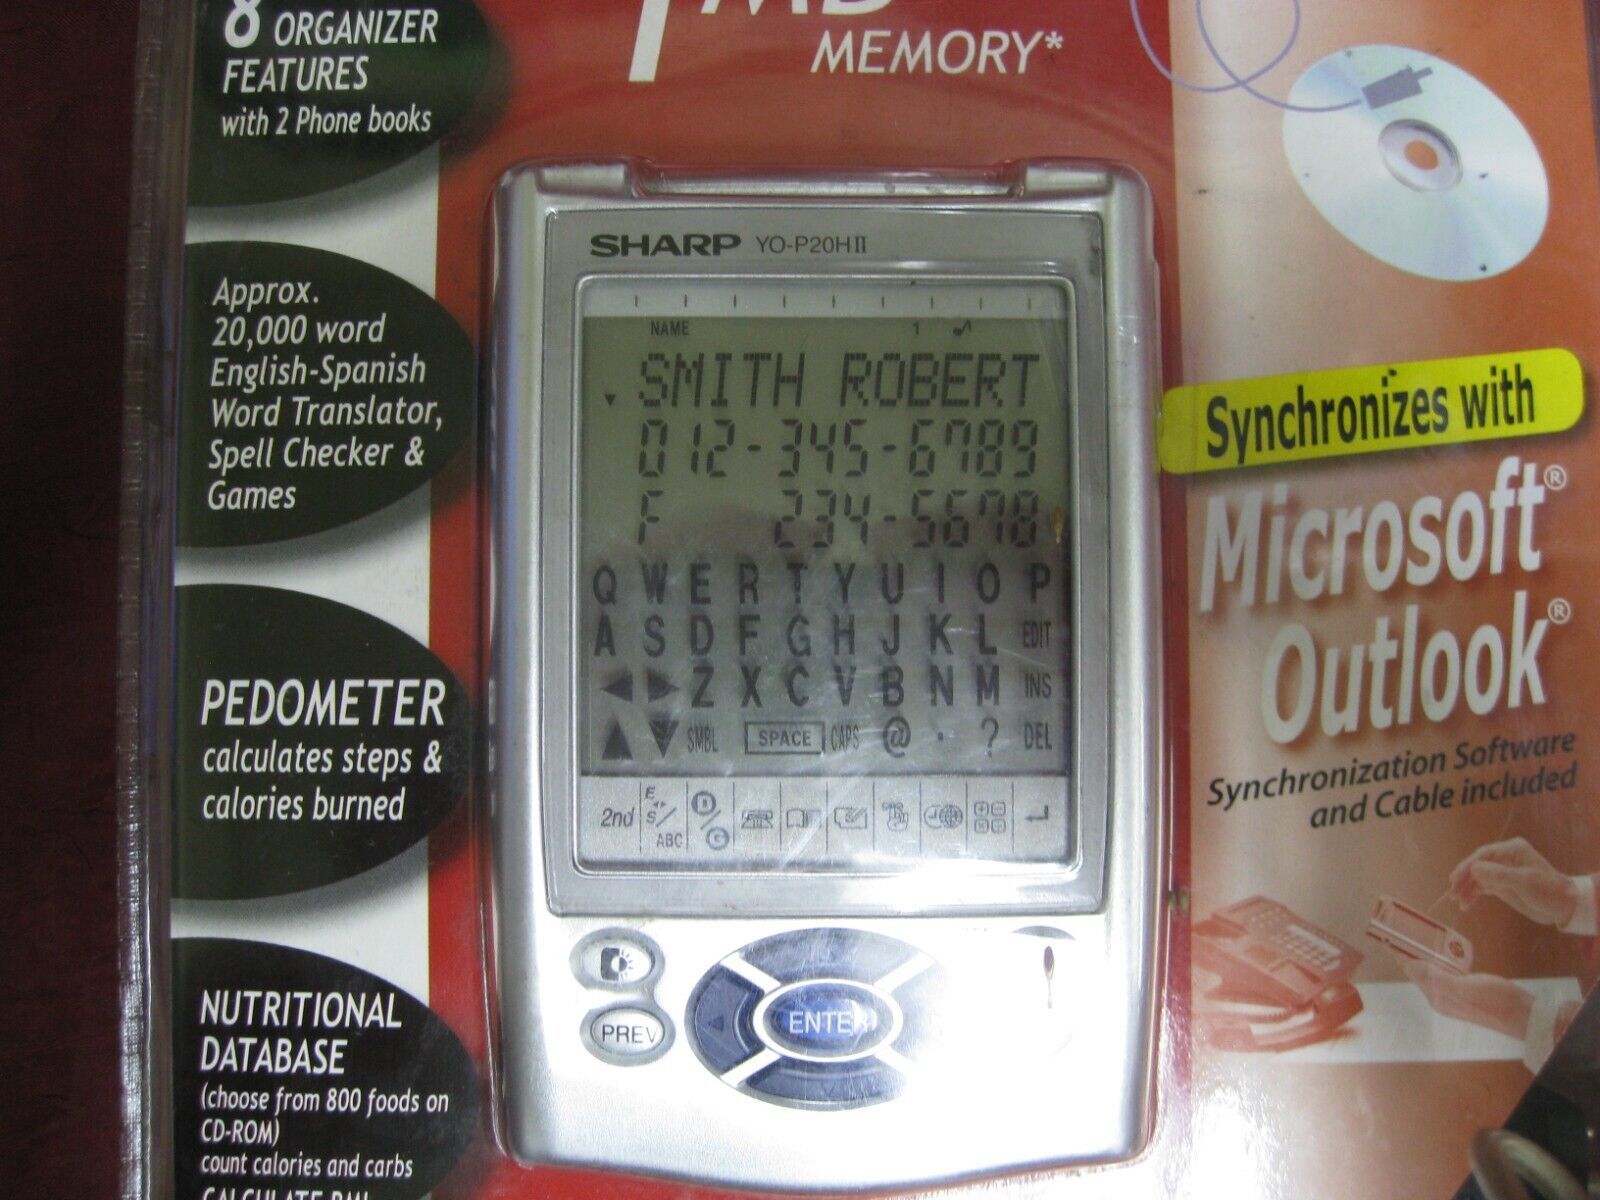 8 ORGANIZER
FEATURES
with 2 Phone books
MB
MEMORY*
Approx.
20,000 word
English-Spanish
Word Translator,
Spell Checker &
Games
PEDOMETER
calculates steps &
calories burned
NUTRITIONAL
DATABASE
(choose from 800 foods on
CD-ROM)
count calories and carbs
CALCULATE BMI
SHARP YO-P20HII
NAME 1
SMITH ROBERT
012-345-6789
F 234-5678
Q W E R T Y U I O P
A S D F G H J K L EDIT
Z X C V B N M INS
SMBL SPACE CAPS @ . ? DEL
2nd E S/ ABC D/G
PREV ENTER
Synchronizes with
Microsoft®
Outlook®
Synchronization Software
and Cable included